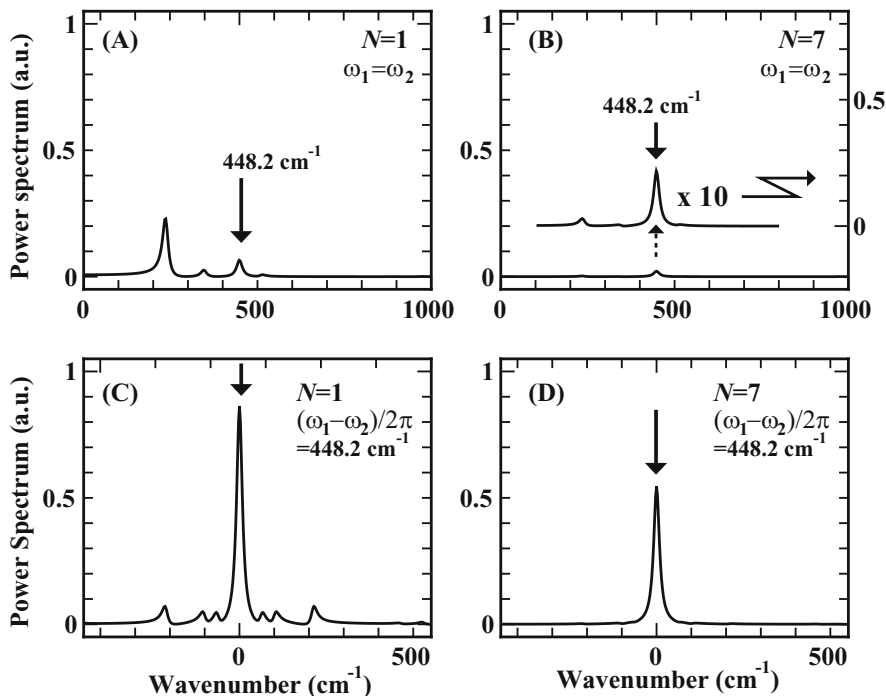 Power spectrum (a.u.)
1
0.5
0
(A)
N=1
ω₁=ω₂
448.2 cm⁻¹
0
500
1000
(B)
N=7
ω₁=ω₂
448.2 cm⁻¹
x 10
1
0.5
0
0.5
0
0
500
1000
Power Spectrum (a.u.)
1
0.5
0
(C)
N=1
(ω₁−ω₂)/2π
=448.2 cm⁻¹
0
500
Wavenumber (cm⁻¹)
1
0.5
0
(D)
N=7
(ω₁−ω₂)/2π
=448.2 cm⁻¹
0
500
Wavenumber (cm⁻¹)